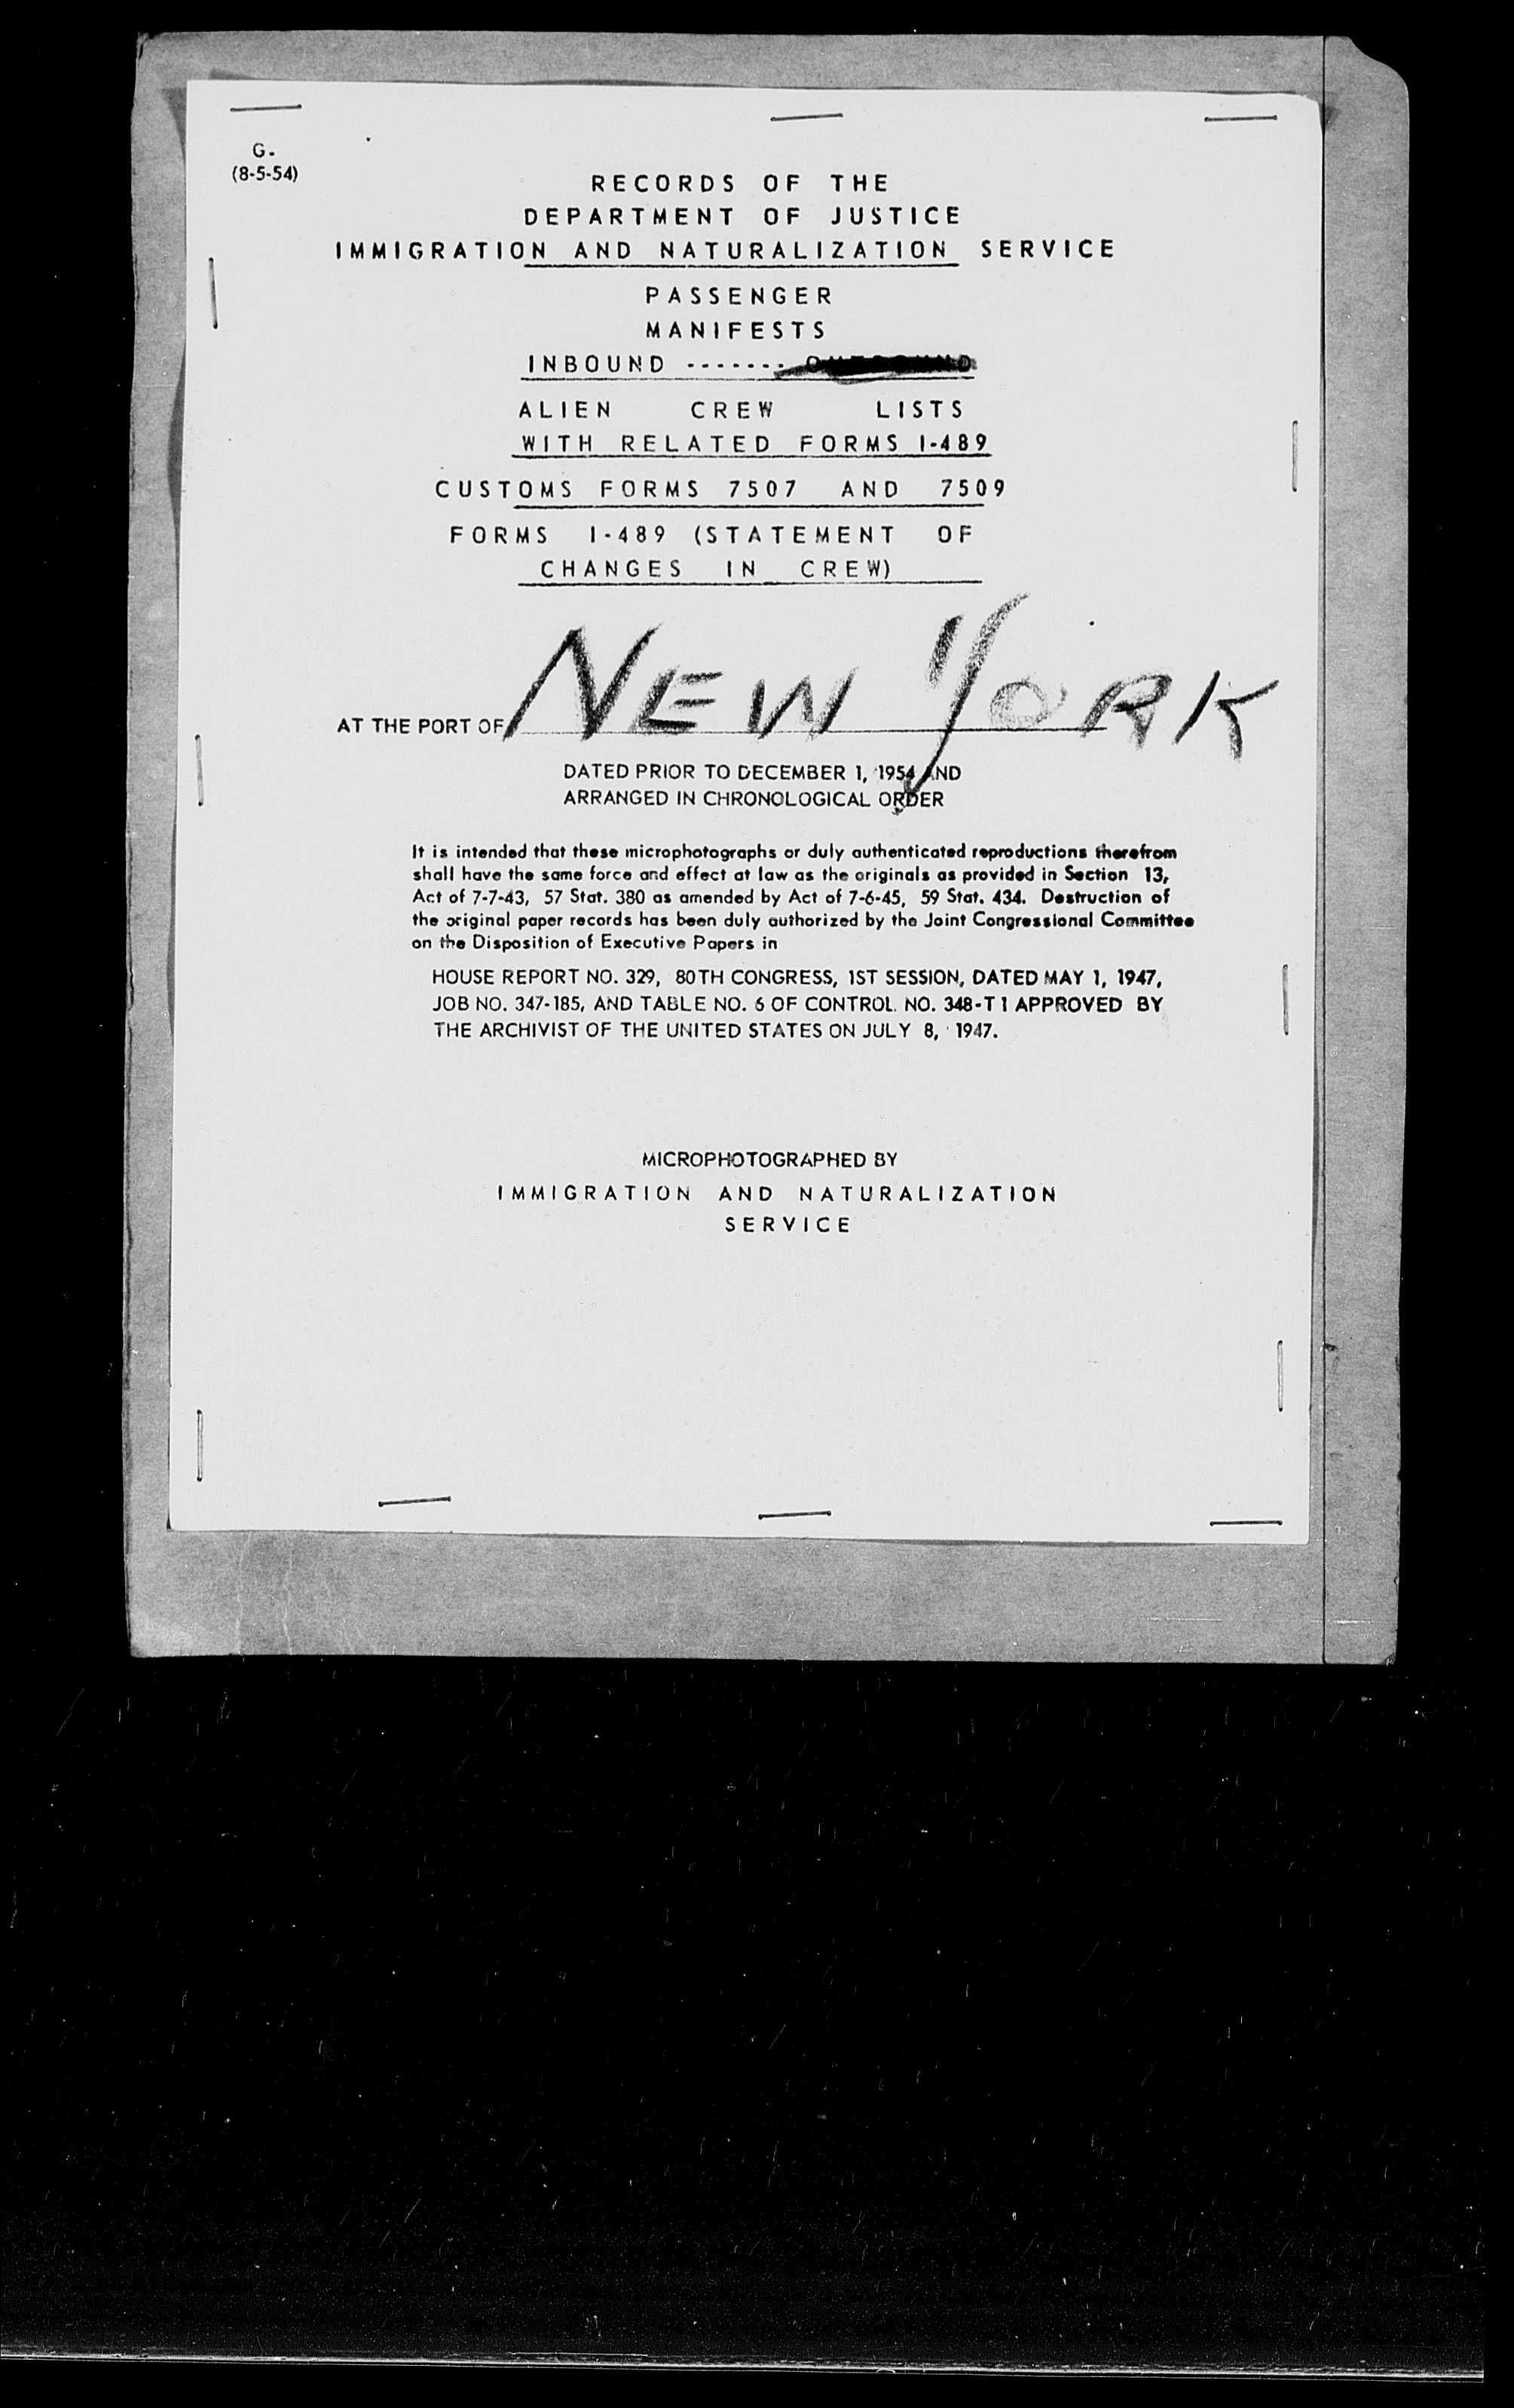 G-
(8-5-54)
RECORDS OF THE
DEPARTMENT OF JUSTICE
IMMIGRATION AND NATURALIZATION SERVICE
PASSENGER
MANIFESTS
INBOUND -------
ALIEN CREW LISTS
WITH RELATED FORMS I-489
CUSTOMS FORMS 7507 AND 7509
FORMS I-489 (STATEMENT OF
CHANGES IN CREW)
AT THE PORT OF NEW YORK
DATED PRIOR TO DECEMBER 1, 1954 AND
ARRANGED IN CHRONOLOGICAL ORDER
It is intended that these microphotographs or duly authenticated reproductions therefrom
shall have the same force and effect at law as the originals as provided in Section 13,
Act of 7-7-43, 57 Stat. 380 as amended by Act of 7-6-45, 59 Stat. 434. Destruction of
the original paper records has been duly authorized by the Joint Congressional Committee
on the Disposition of Executive Papers in
HOUSE REPORT NO. 329, 80TH CONGRESS, 1ST SESSION, DATED MAY 1, 1947,
JOB NO. 347-185, AND TABLE NO. 6 OF CONTROL NO. 348-T1 APPROVED BY
THE ARCHIVIST OF THE UNITED STATES ON JULY 8, 1947.
MICROPHOTOGRAPHED BY
IMMIGRATION AND NATURALIZATION
SERVICE